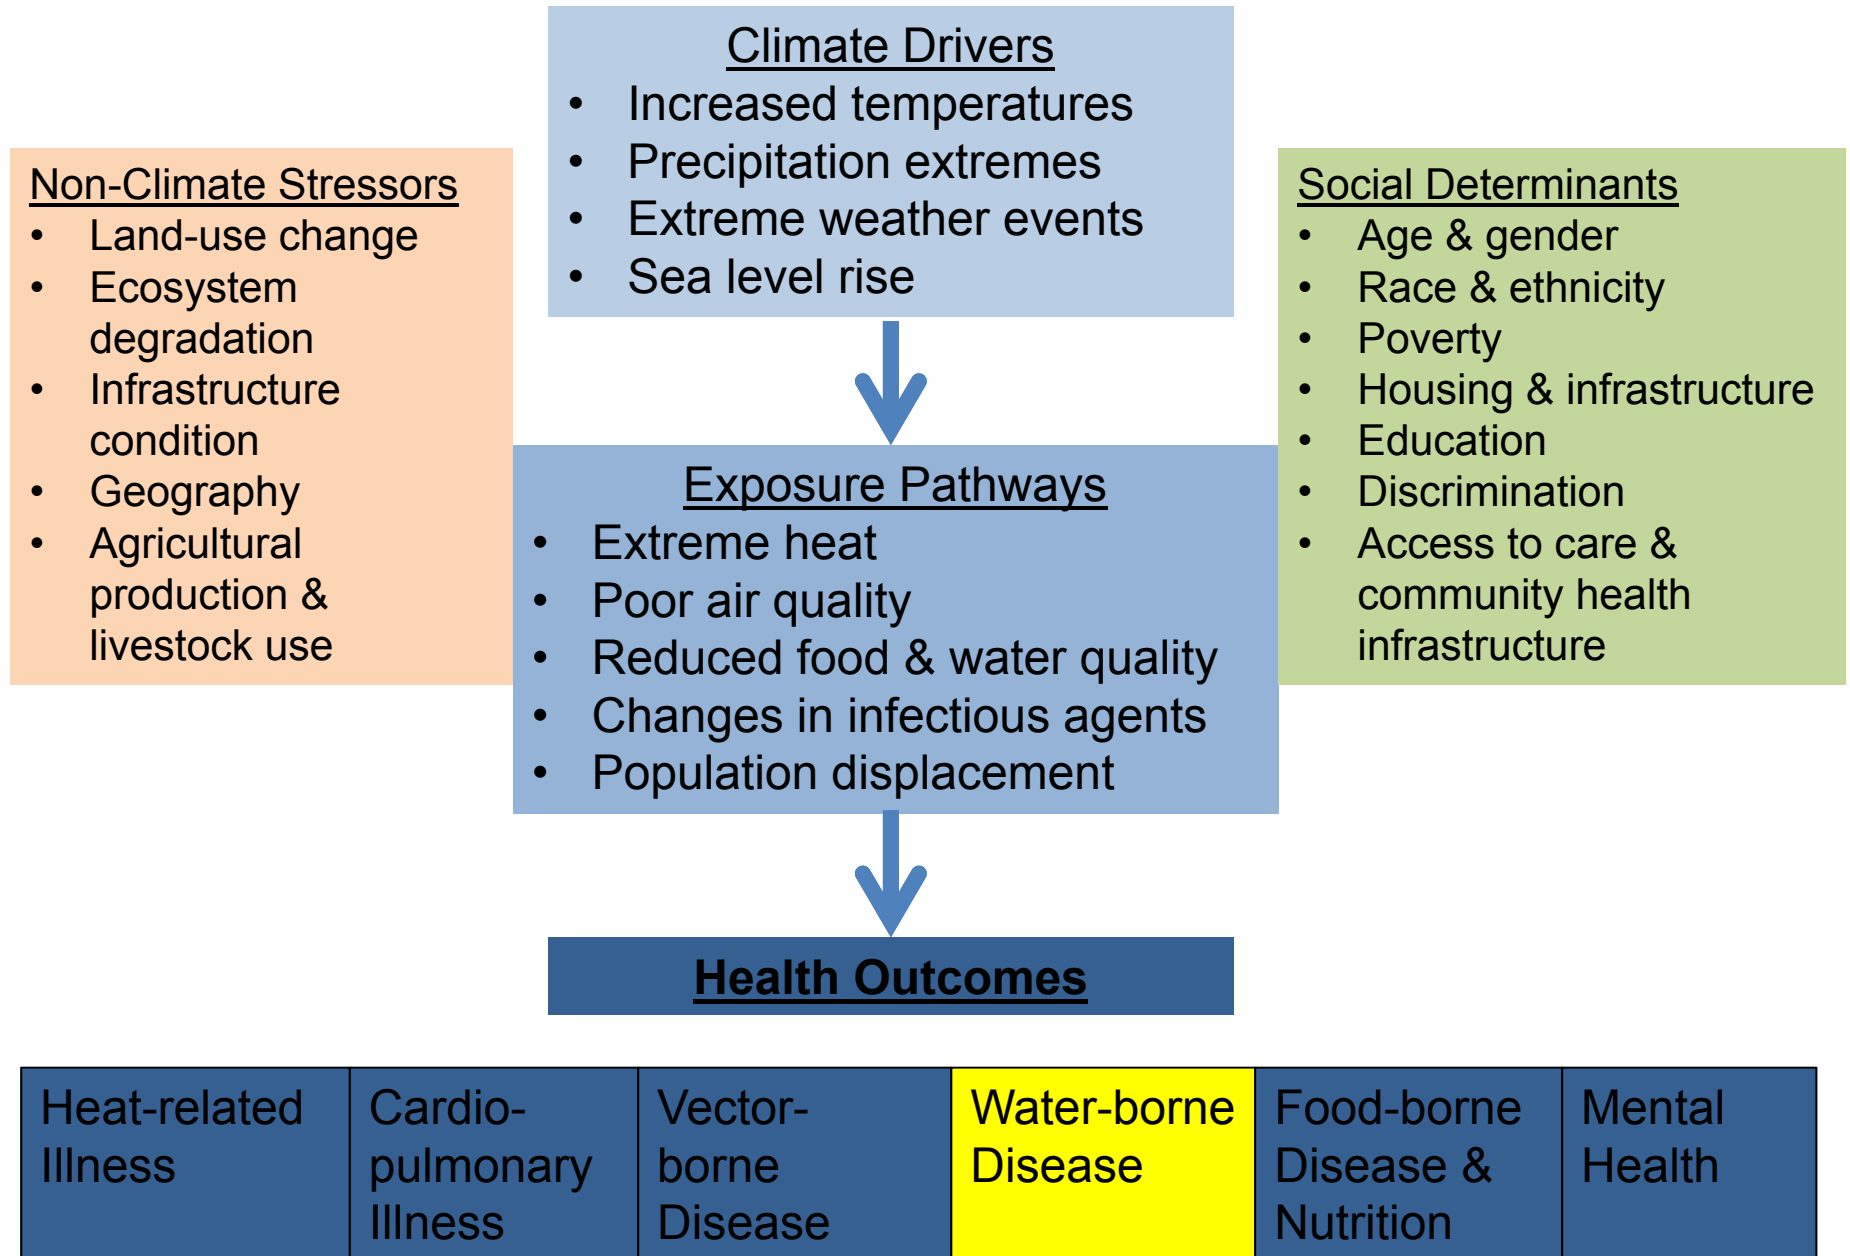 Climate Drivers
• Increased temperatures
• Precipitation extremes
• Extreme weather events
• Sea level rise
Non-Climate Stressors
• Land-use change
• Ecosystem
degradation
• Infrastructure
condition
• Geography
• Agricultural
production &
livestock use
Social Determinants
• Age & gender
• Race & ethnicity
• Poverty
• Housing & infrastructure
• Education
• Discrimination
• Access to care &
community health
infrastructure
Exposure Pathways
• Extreme heat
• Poor air quality
• Reduced food & water quality
• Changes in infectious agents
• Population displacement
Health Outcomes
Heat-related
Illness
Cardio-
pulmonary
Illness
Vector-
borne
Disease
Water-borne
Disease
Food-borne
Disease &
Nutrition
Mental
Health